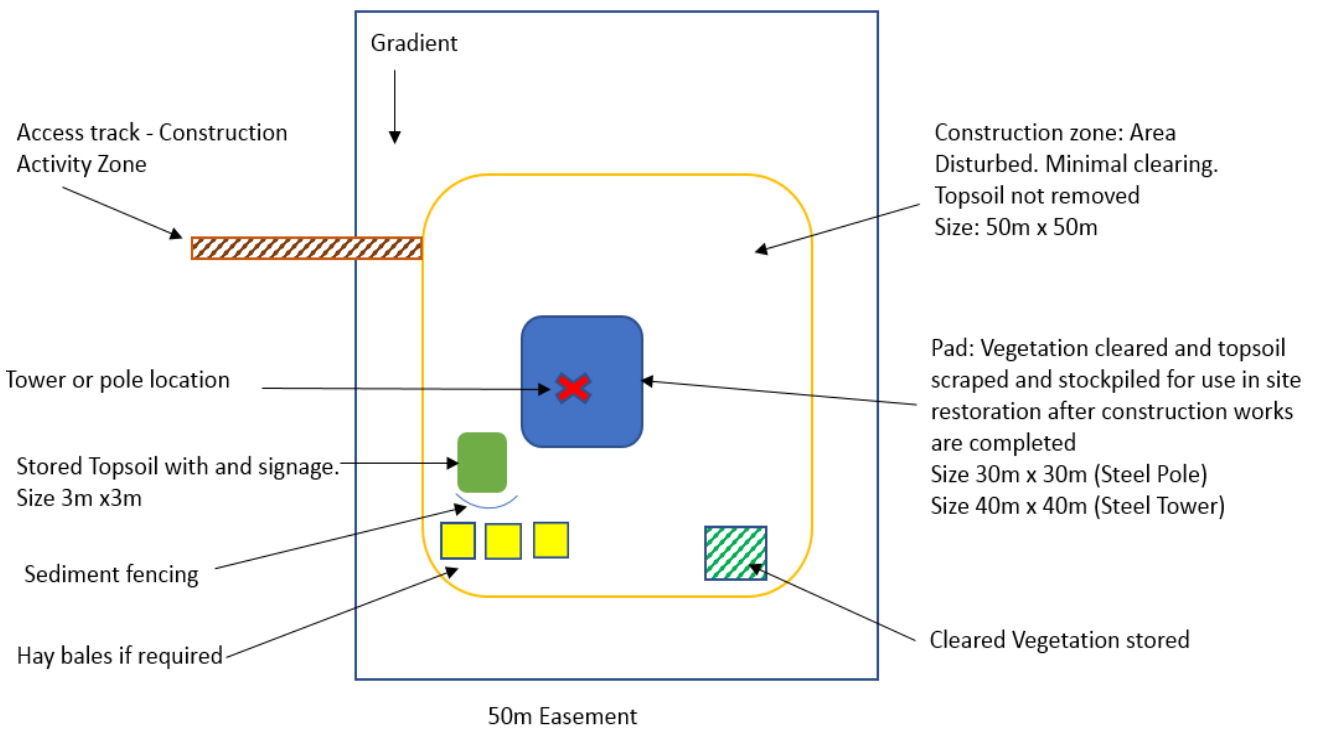 Gradient
Access track - Construction
Activity Zone
Construction zone: Area
Disturbed. Minimal clearing.
Topsoil not removed
Size: 50m x 50m
Tower or pole location
Pad: Vegetation cleared and topsoil
scraped and stockpiled for use in site
restoration after construction works
are completed
Size 30m x 30m (Steel Pole)
Size 40m x 40m (Steel Tower)
Stored Topsoil with and signage.
Size 3m x3m
Sediment fencing
Hay bales if required
Cleared Vegetation stored
50m Easement